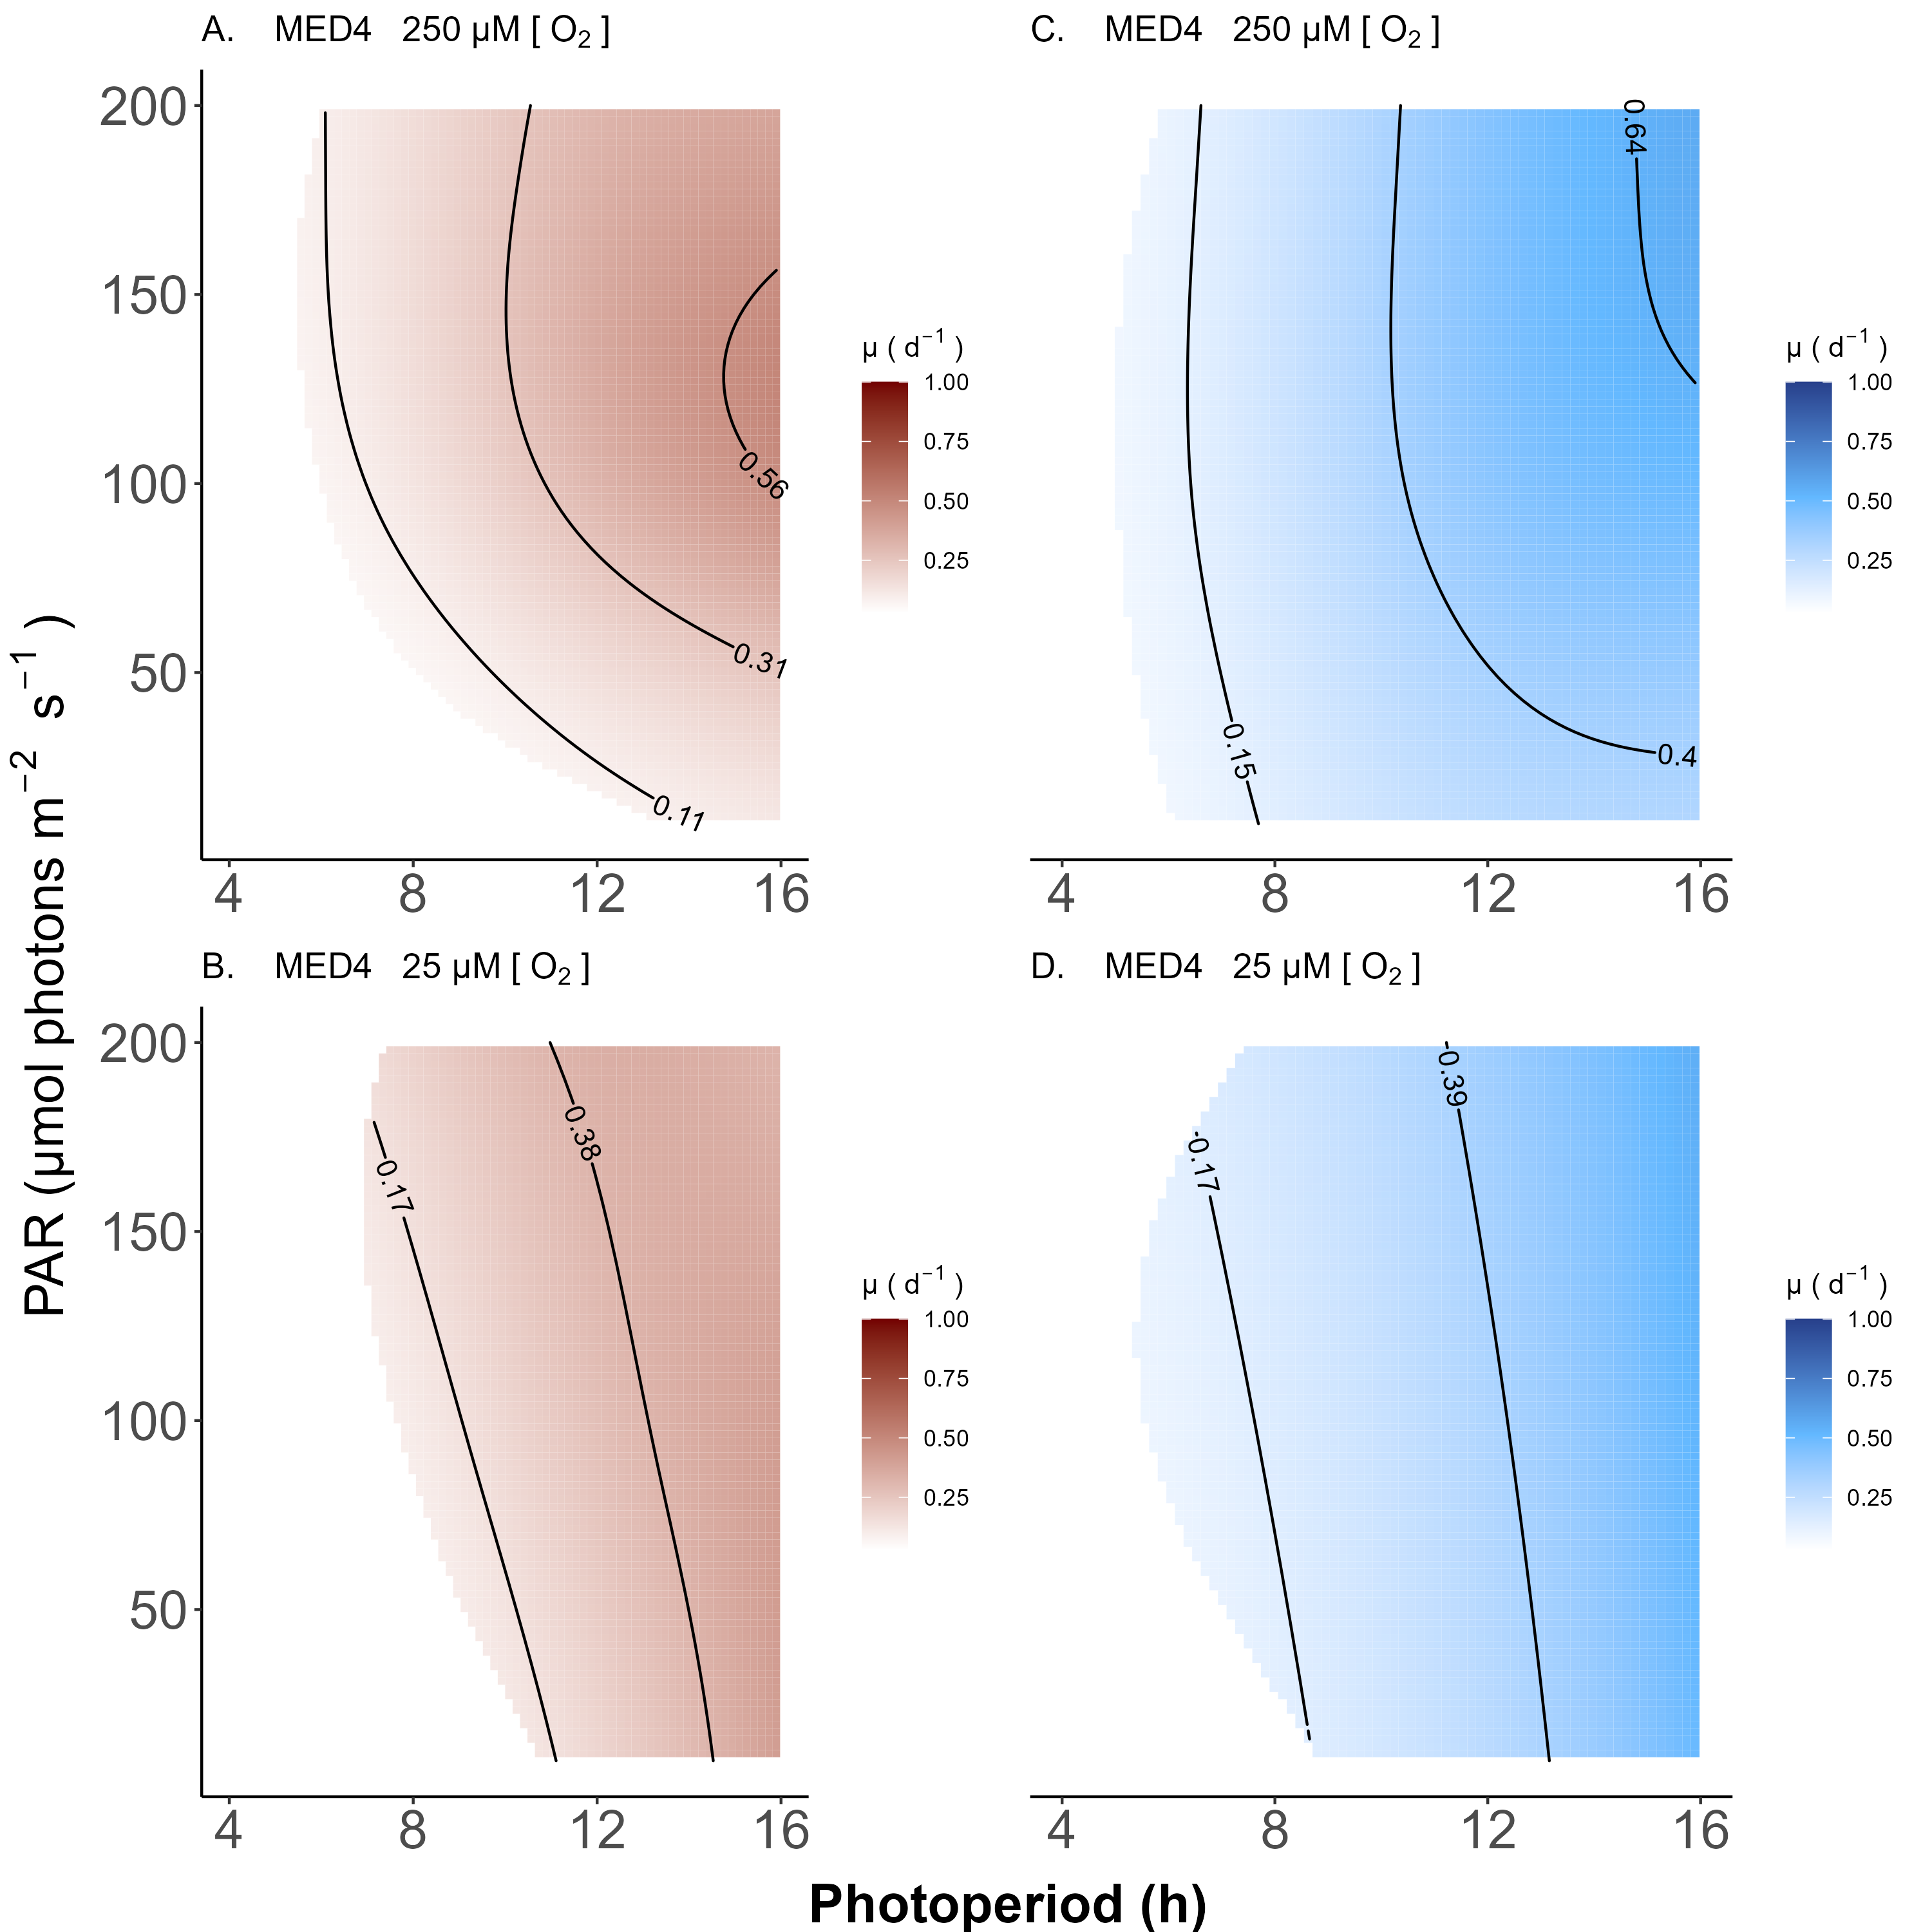 A. MED4 250 µM [ O₂ ]
200
150
100
50
4 8 12 16
0.11
0.31
0.56
µ ( d⁻¹ )
1.00
0.75
0.50
0.25
C. MED4 250 µM [ O₂ ]
4 8 12 16
0.15
0.4
0.64
µ ( d⁻¹ )
1.00
0.75
0.50
0.25
PAR (µmol photons m⁻² s⁻¹ )
B. MED4 25 µM [ O₂ ]
200
150
100
50
4 8 12 16
0.17
0.38
µ ( d⁻¹ )
1.00
0.75
0.50
0.25
D. MED4 25 µM [ O₂ ]
4 8 12 16
0.17
0.39
µ ( d⁻¹ )
1.00
0.75
0.50
0.25
Photoperiod (h)